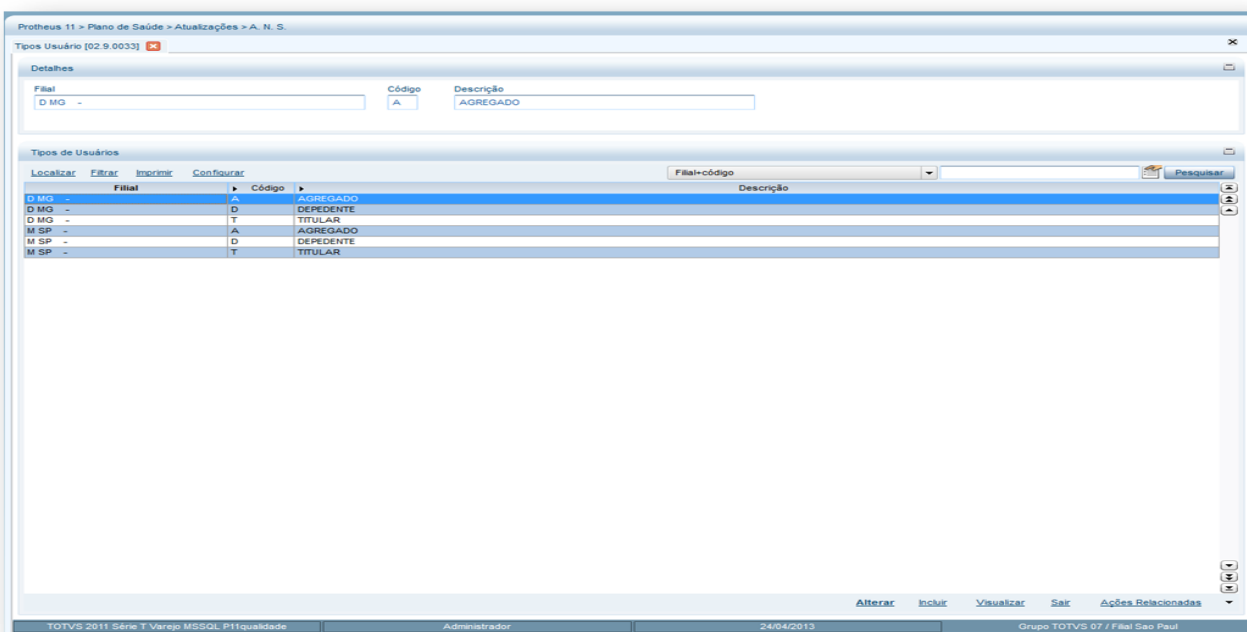 Protheus 11 > Plano de Saúde > Atualizações > A. N. S.
Tipos Usuário [02.9.0033]
Detalhes
Filial Código Descrição
D MG - A AGREGADO
Tipos de Usuários
Localizar Filtrar Imprimir Configurar Filial+código Pesquisar
Filial Código Descrição
D MG - A AGREGADO
D MG - D DEPEDENTE
D MG - T TITULAR
M SP - A AGREGADO
M SP - D DEPEDENTE
M SP - T TITULAR
Alterar Incluir Visualizar Sair Ações Relacionadas
TOTVS 2011 Série T Varejo MSSQL P11qualidade Administrador 24/04/2013 Grupo TOTVS 07 / Filial Sao Paul